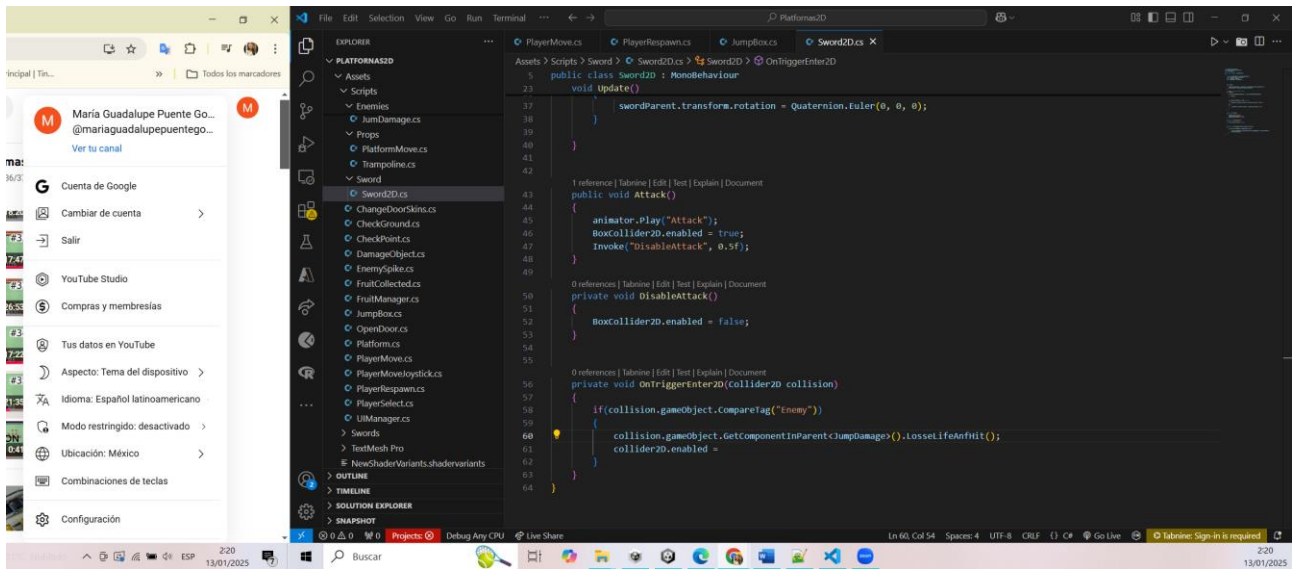 File Edit Selection View Go Run Terminal ··· Platfornas2D
incipal | Tin... » Todos los marcadores
M María Guadalupe Puente Go... M
@mariaguadalupepuentego...
Ver tu canal
Cuenta de Google
Cambiar de cuenta
Salir
YouTube Studio
Compras y membresías
Tus datos en YouTube
Aspecto: Tema del dispositivo
Idioma: Español latinoamericano
Modo restringido: desactivado
Ubicación: México
Combinaciones de teclas
Configuración
ESP 2:20
13/01/2025
EXPLORER ···
PLATFORNAS2D
Assets
Scripts
Enemies
JumDamage.cs
Props
PlatformMove.cs
Trampoline.cs
Sword
Sword2D.cs
ChangeDoorSkins.cs
CheckGround.cs
CheckPoint.cs
DamageObject.cs
EnemySpike.cs
FruitCollected.cs
FruitManager.cs
JumpBox.cs
OpenDoor.cs
Platform.cs
PlayerMove.cs
PlayerMoveJoystick.cs
PlayerRespawn.cs
PlayerSelect.cs
UIManager.cs
Swords
TextMesh Pro
NewShaderVariants.shadervariants
OUTLINE
TIMELINE
SOLUTION EXPLORER
SNAPSHOT
PlayerMove.cs PlayerRespawn.cs JumpBox.cs Sword2D.cs
Assets > Scripts > Sword > Sword2D.cs > Sword2D > OnTriggerEnter2D
5 public class Sword2D : MonoBehaviour
23 void Update()
37 swordParent.transform.rotation = Quaternion.Euler(0, 0, 0);
38 }
39
40 }
41
42
1 reference | Tabnine | Edit | Test | Explain | Document
43 public void Attack()
44 {
45 animator.Play("Attack");
46 BoxCollider2D.enabled = true;
47 Invoke("DisableAttack", 0.5f);
48 }
49
0 references | Tabnine | Edit | Test | Explain | Document
50 private void DisableAttack()
51 {
52 BoxCollider2D.enabled = false;
53 }
54
55
0 references | Tabnine | Edit | Test | Explain | Document
56 private void OnTriggerEnter2D(Collider2D collision)
57 {
58 if(collision.gameObject.CompareTag("Enemy"))
59 {
60 collision.gameObject.GetComponentInParent<JumpDamage>().LosseLifeAnfHit();
61 collider2D.enabled =
62 }
63 }
64 }
0 0 0 Projects: Debug Any CPU Live Share Ln 60, Col 54 Spaces: 4 UTF-8 CRLF {} C# Go Live Tabnine: Sign-in is required
Buscar 2:20
13/01/2025